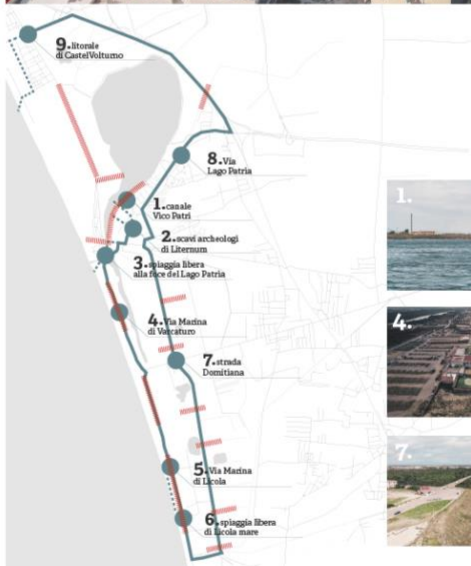 9.litorale
di CastelVolturno
8.Via
Lago Patria
1.canale
Vico Patri
2.scavi archeologi
di Liternum
3.spiaggia libera
alla foce del Lago Patria
4.Via Marina
di Varcaturo
7.strada
Domitiana
5.Via Marina
di Licola
6.spiaggia libera
di Licola mare
1.
4.
7.